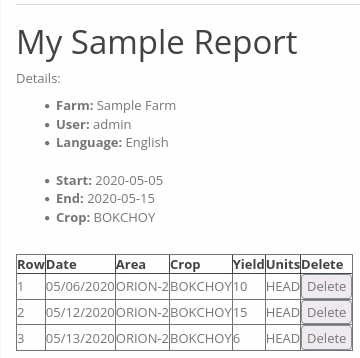 My Sample Report
Details:
Farm: Sample Farm
User: admin
Language: English
Start: 2020-05-05
End: 2020-05-15
Crop: BOKCHOY
Row Date Area Crop Yield Units Delete
1 05/06/2020 ORION-2 BOKCHOY 10 HEAD Delete
2 05/12/2020 ORION-2 BOKCHOY 15 HEAD Delete
3 05/13/2020 ORION-2 BOKCHOY 6 HEAD Delete